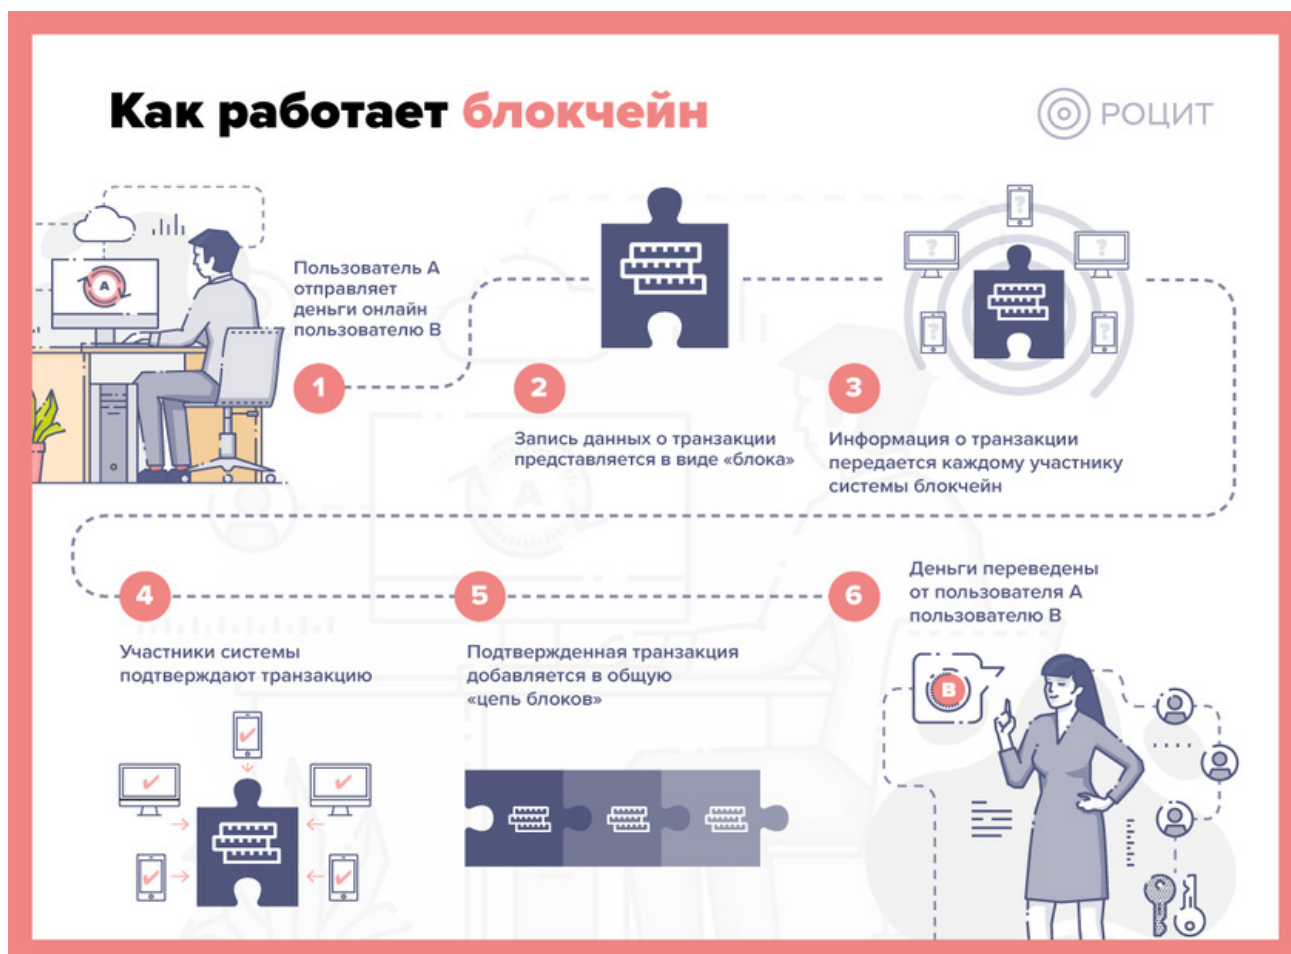 Как работает блокчейн
РОЦИТ
A
Пользователь А
отправляет
деньги онлайн
пользователю В
1
2
Запись данных о транзакции
представляется в виде «блока»
?
?
?
?
?
3
Информация о транзакции
передается каждому участнику
системы блокчейн
A
4
Участники системы
подтверждают транзакцию
5
Подтвержденная транзакция
добавляется в общую
«цепь блоков»
6
Деньги переведены
от пользователя А
пользователю В
B